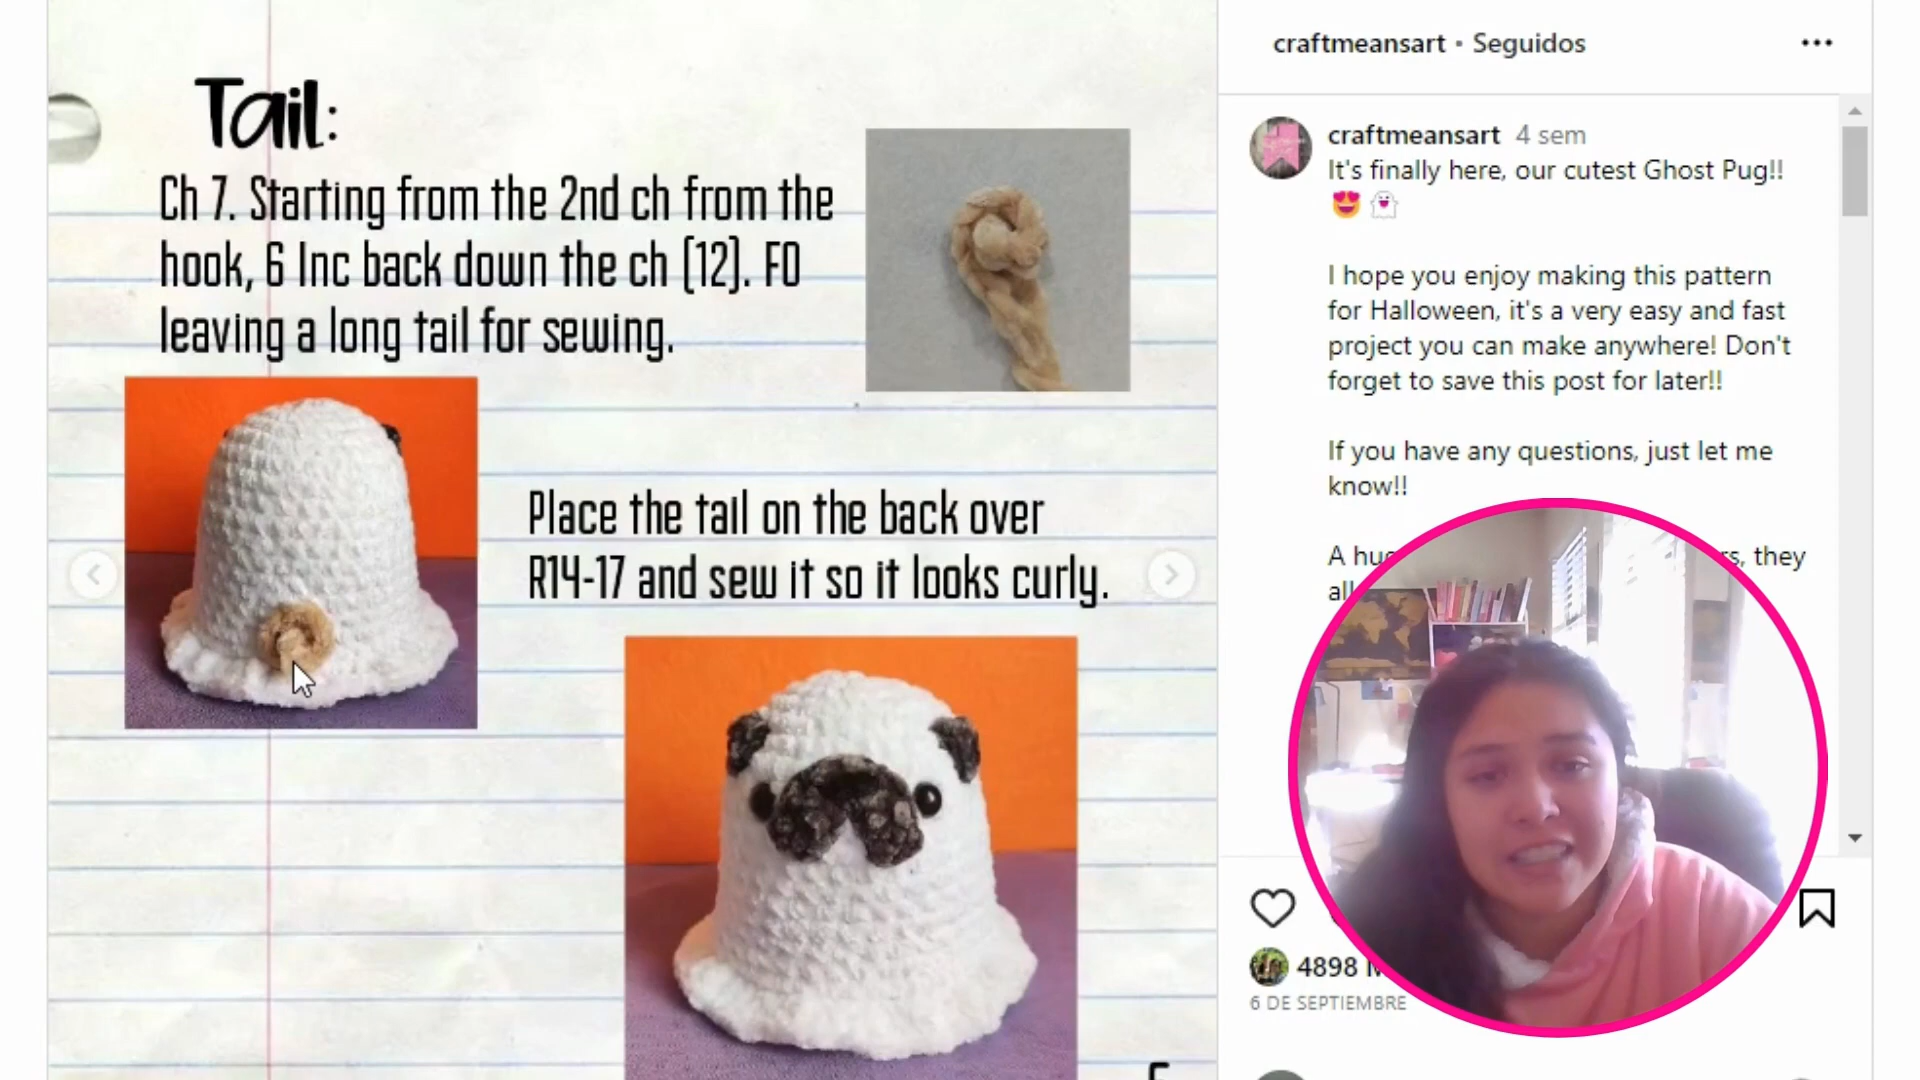 Tail:
Ch 7. Starting from the 2nd ch from the
hook, 6 Inc back down the ch (12). FO
leaving a long tail for sewing.
Place the tail on the back over
R14-17 and sew it so it looks curly.
craftmeansart • Seguidos
craftmeansart 4 sem
It's finally here, our cutest Ghost Pug!!
😍👻
I hope you enjoy making this pattern
for Halloween, it's a very easy and fast
project you can make anywhere! Don't
forget to save this post for later!!
If you have any questions, just let me
know!!
A they
4898
6 DE SEPTIEMBRE